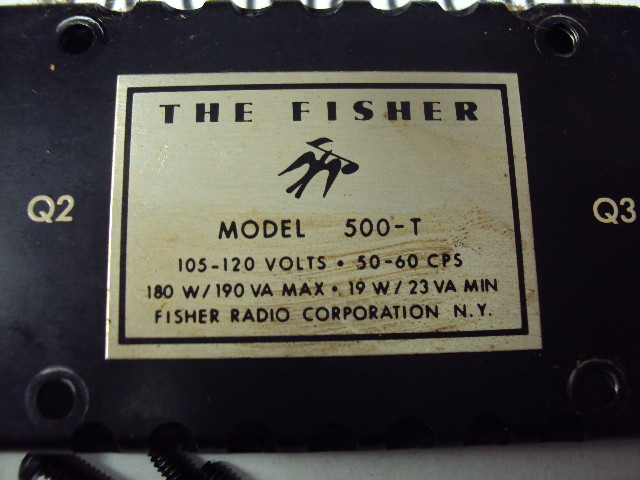 THE FISHER
Q2
Q3
MODEL 500-T
105-120 VOLTS • 50-60 CPS
180 W/190 VA MAX • 19 W/23 VA MIN
FISHER RADIO CORPORATION N.Y.